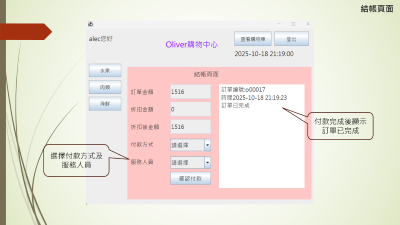 結帳頁面
alec您好
Oliver購物中心
查看購物車
登出
2025-10-18 21:19:00
水果
肉類
海鮮
結帳頁面
訂單金額
1516
折扣金額
0
折扣後金額
1516
付款方式
請選擇
服務人員
請選擇
確認付款
訂單編號:o00017
時間2025-10-18 21:19:23
訂單已完成
選擇付款方式及
服務人員
付款完成後顯示
訂單已完成